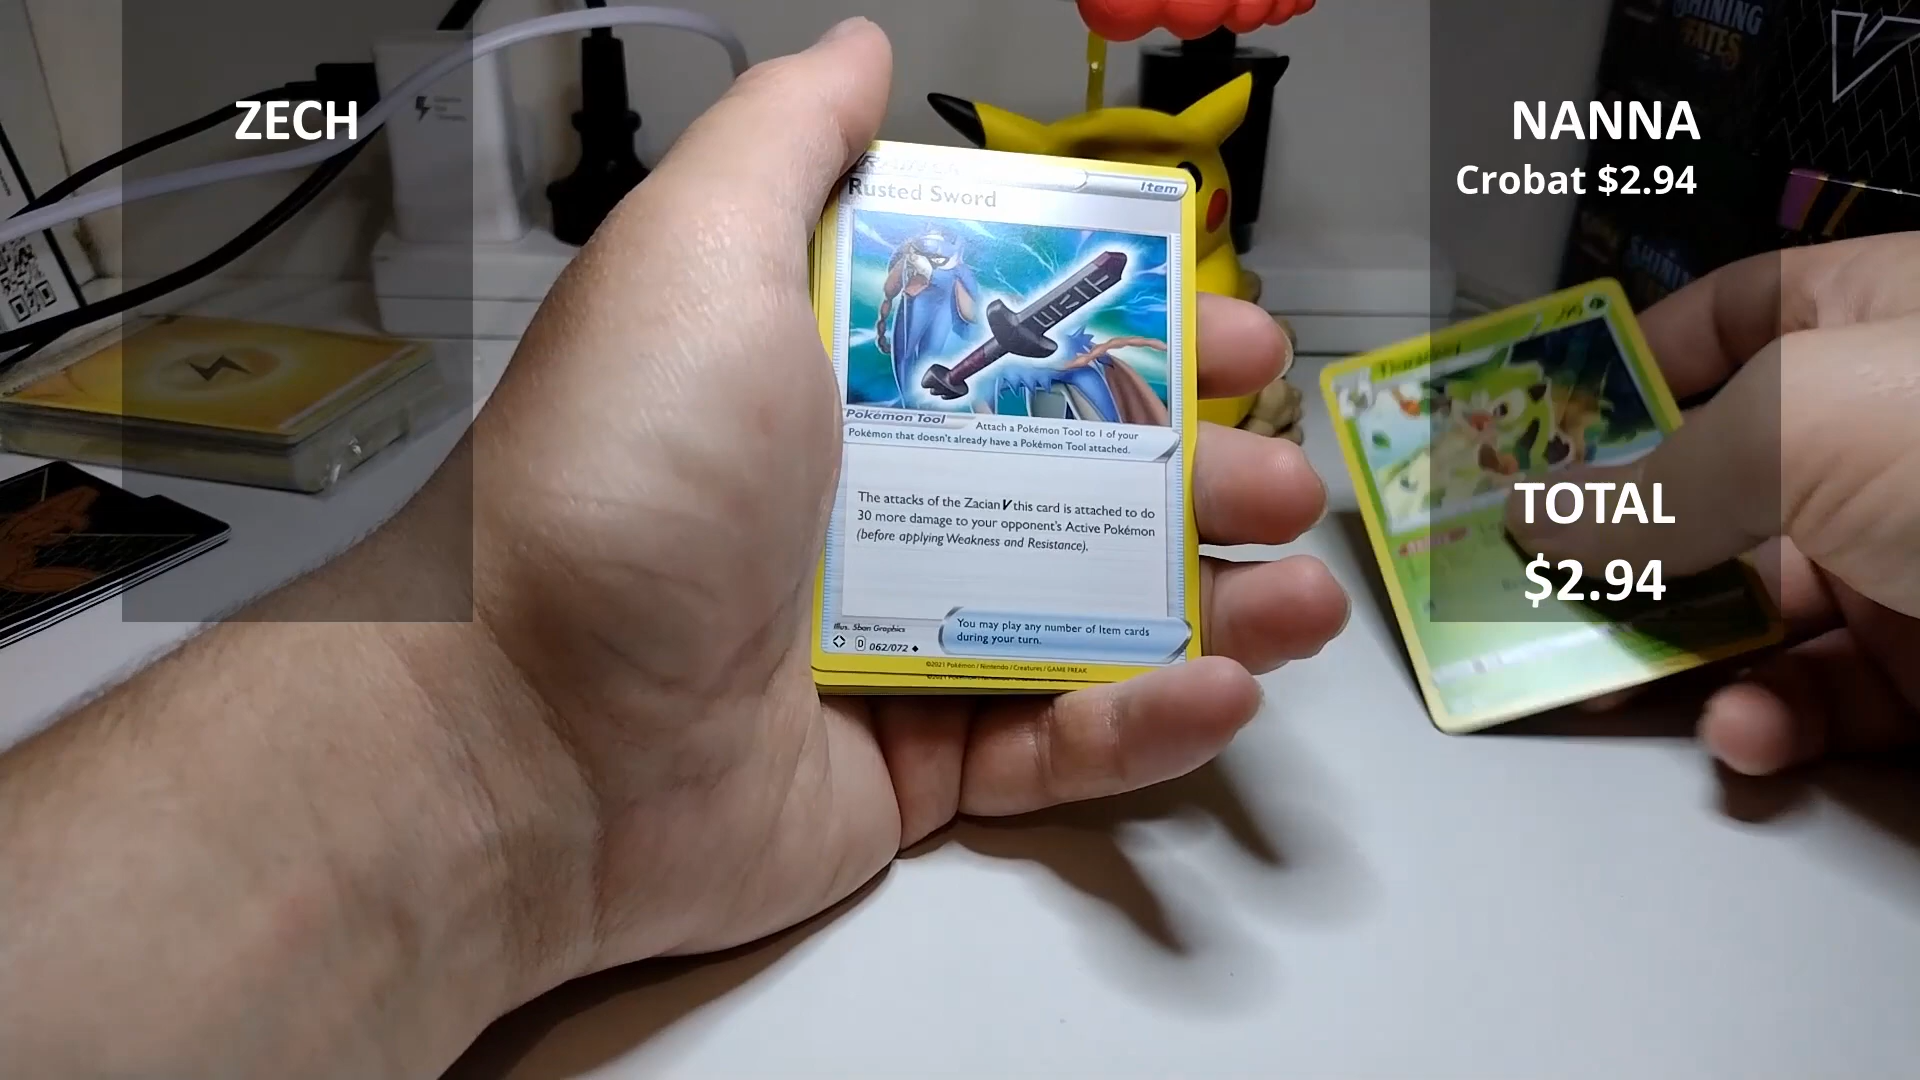 ZECH
NANNA
Crobat $2.94
TOTAL
$2.94
SHINING
FATES
Item
Rusted Sword
Pokémon Tool
Attach a Pokémon Tool to 1 of your
Pokémon that doesn't already have a Pokémon Tool attached.
The attacks of the Zacian V this card is attached to do
30 more damage to your opponent's Active Pokémon
(before applying Weakness and Resistance).
You may play any number of Item cards
during your turn.
Illus. 5ban Graphics
D 062/072
©2021 Pokémon / Nintendo / Creatures / GAME FREAK